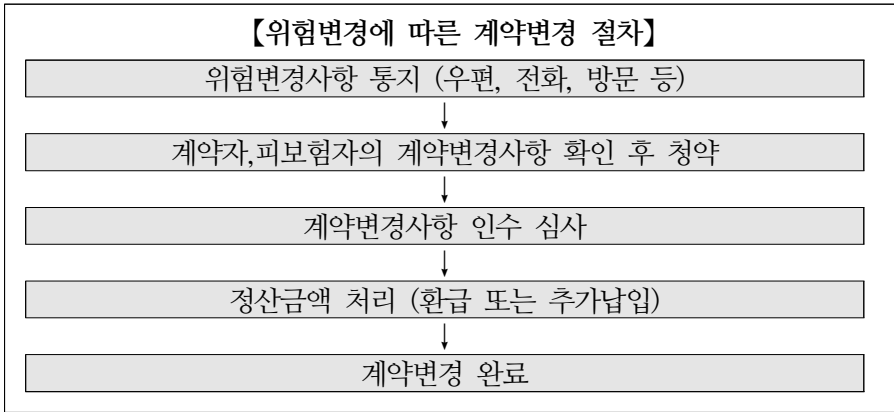 【위험변경에 따른 계약변경 절차】
위험변경사항 통지 (우편, 전화, 방문 등)
계약자,피보험자의 계약변경사항 확인 후 청약
계약변경사항 인수 심사
정산금액 처리 (환급 또는 추가납입)
계약변경 완료